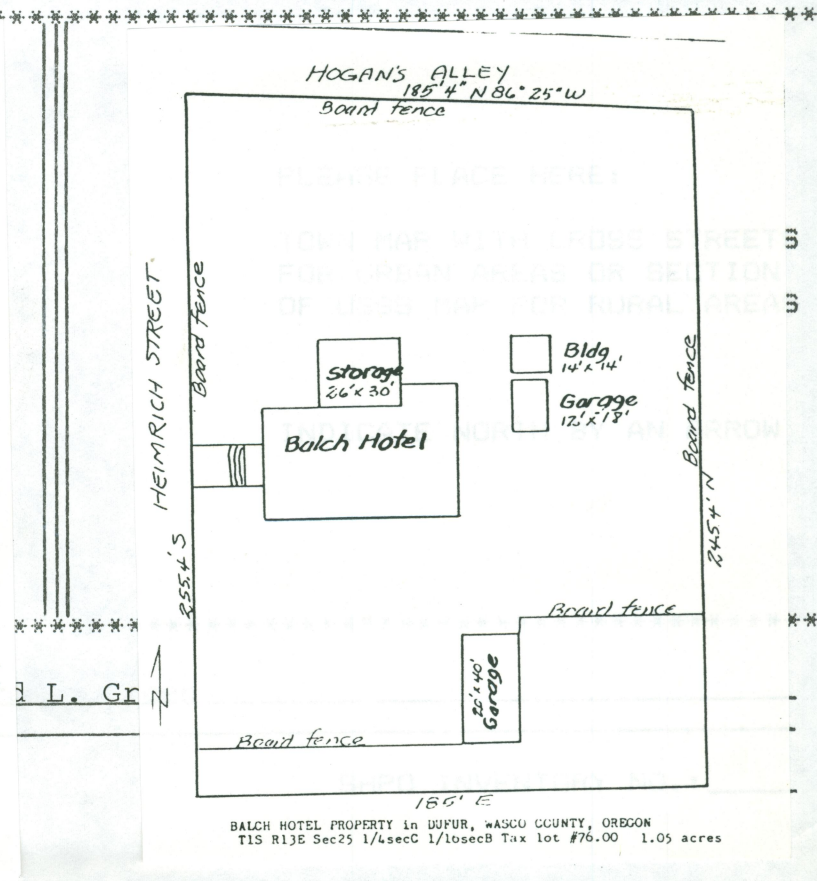 HOGAN'S ALLEY
185'4" N 86° 25" W
Board fence
PLEASE PLACE HERE:
TOWN MAP WITH CROSS STREETS
FOR URBAN AREAS OR SECTION
OF USGS MAP FOR RURAL AREAS
HEIMRICH STREET
Board fence
Storage
26' x 30'
Bldg
14' x 14'
Garage
12' x 18'
Board fence
INDICATE NORTH BY AN ARROW
Balch Hotel
255.4' S
245.4' N
Board fence
d L. Gr
N
20' x 40'
Garage
Board fence
185' E
BALCH HOTEL PROPERTY in DUFUR, WASCO COUNTY, OREGON
T1S R13E Sec25 1/4secC 1/16secB Tax lot #76.00 1.05 acres